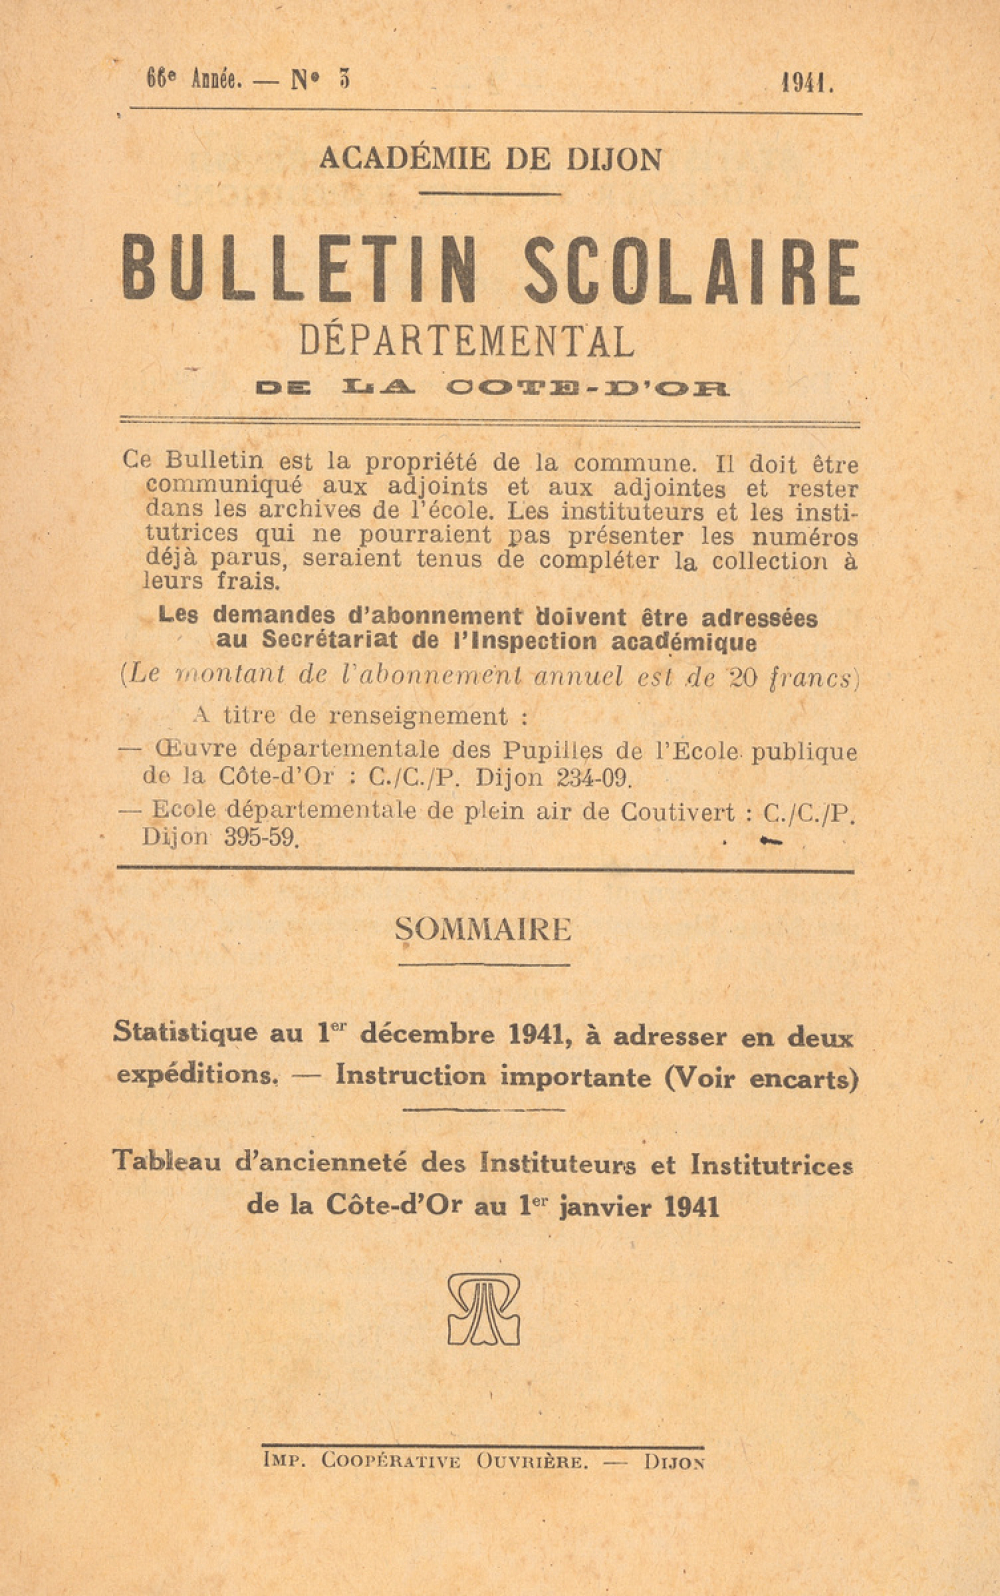 66e Année. — N° 3
1941.
ACADÉMIE DE DIJON
BULLETIN SCOLAIRE
DÉPARTEMENTAL
DE LA COTE-D'OR
Ce Bulletin est la propriété de la commune. Il doit être
communiqué aux adjoints et aux adjointes et rester
dans les archives de l'école. Les instituteurs et les insti-
tutrices qui ne pourraient pas présenter les numéros
déjà parus, seraient tenus de compléter la collection à
leurs frais.
Les demandes d'abonnement doivent être adressées
au Secrétariat de l'Inspection académique
(Le montant de l'abonnement annuel est de 20 francs)
A titre de renseignement :
— Œuvre départementale des Pupilles de l'École publique
de la Côte-d'Or : C./C./P. Dijon 234-09.
— Ecole départementale de plein air de Coutivert : C./C./P.
Dijon 395-59.
SOMMAIRE
Statistique au 1er décembre 1941, à adresser en deux
expéditions. — Instruction importante (Voir encarts)
Tableau d'ancienneté des Instituteurs et Institutrices
de la Côte-d'Or au 1er janvier 1941
IMP. COOPÉRATIVE OUVRIÈRE. — DIJON